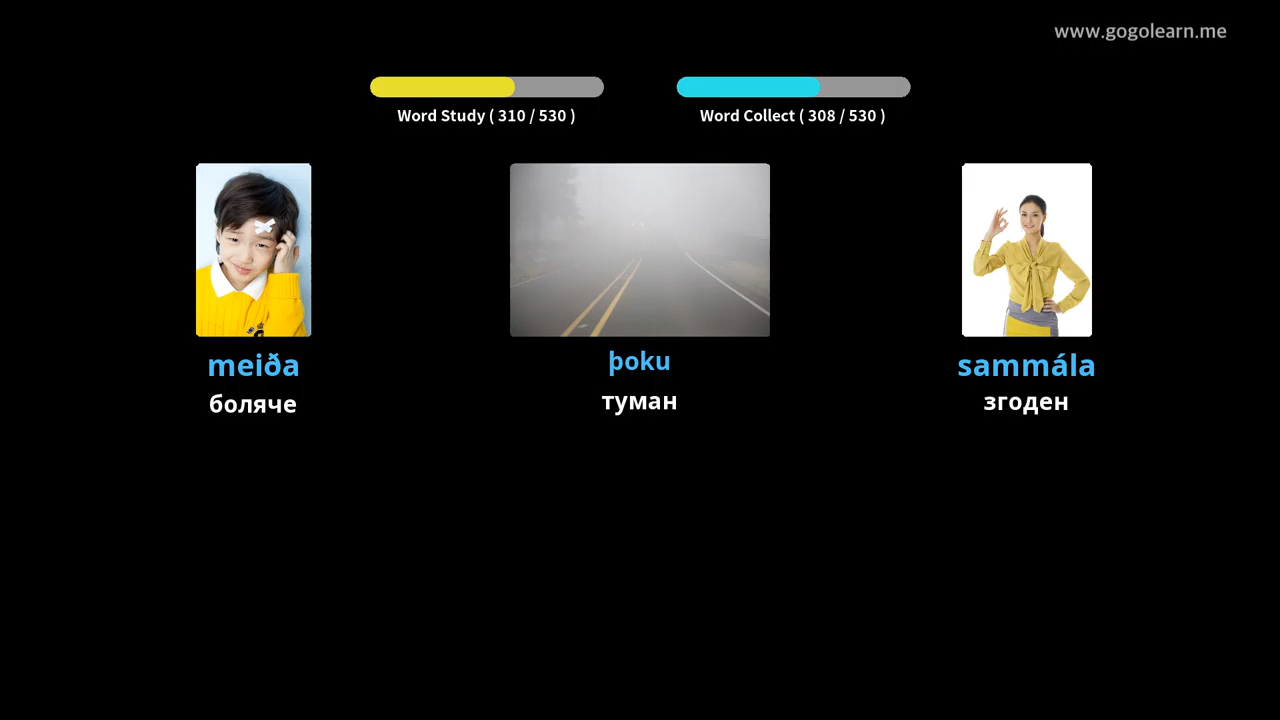 www.gogolearn.me
Word Study ( 310 / 530 )
Word Collect ( 308 / 530 )
meiða
þoku
sammála
боляче
туман
згоден